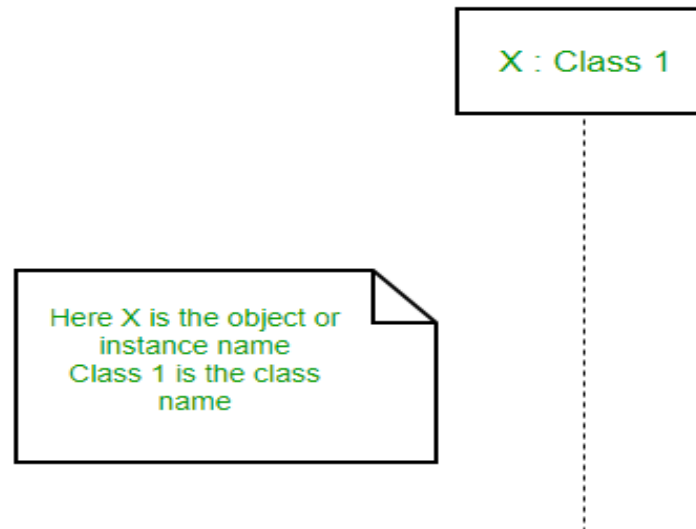 X : Class 1
Here X is the object or
instance name
Class 1 is the class
name